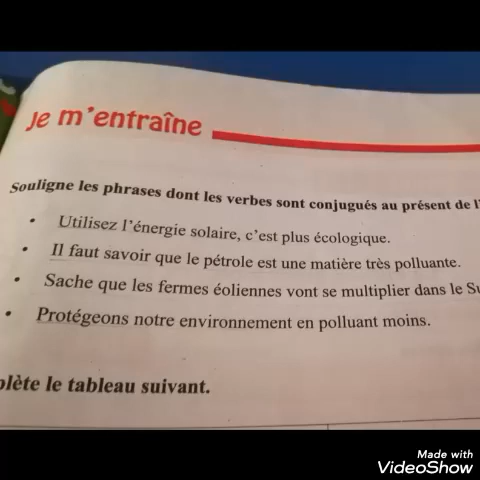 Je m'entraîne
Souligne les phrases dont les verbes sont conjugués au présent de
• Utilisez l'énergie solaire, c'est plus écologique.
• Il faut savoir que le pétrole est une matière très polluante.
• Sache que les fermes éoliennes vont se multiplier dans le
• Protégeons notre environnement en polluant moins.
plète le tableau suivant.
Made with
VideoShow